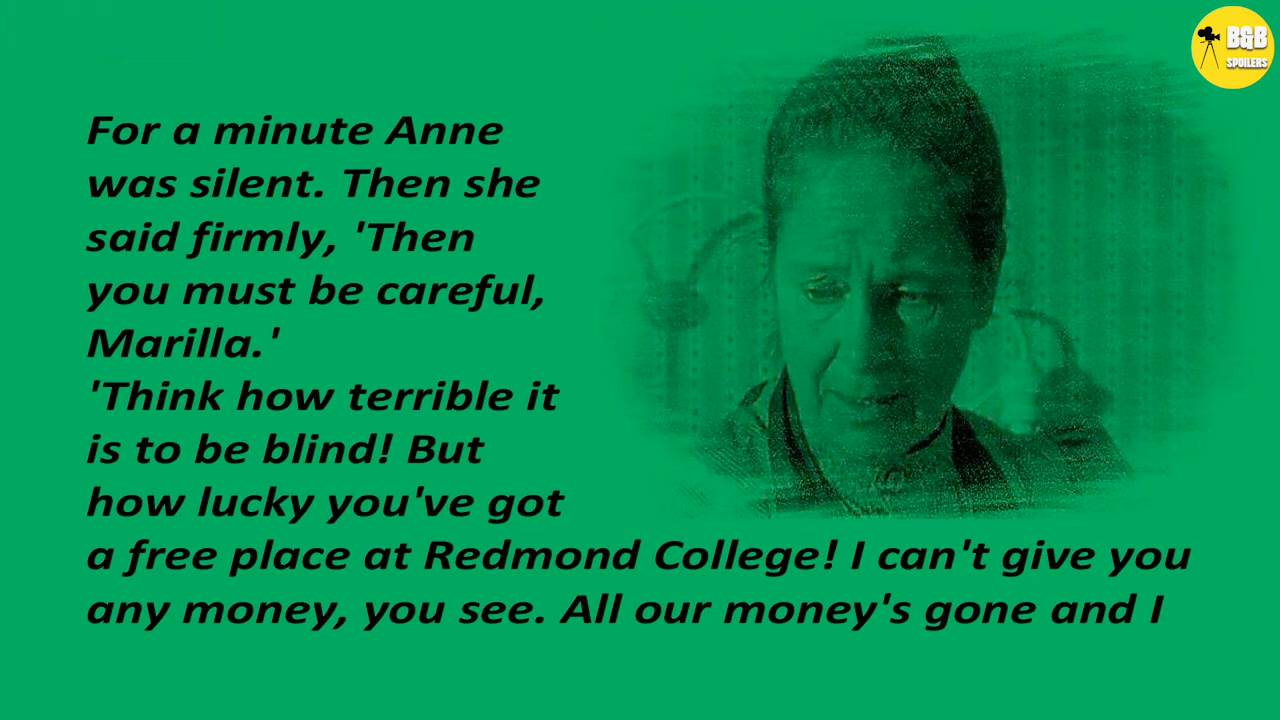 B&B
SPOILERS
For a minute Anne
was silent. Then she
said firmly, 'Then
you must be careful,
Marilla.'
'Think how terrible it
is to be blind! But
how lucky you've got
a free place at Redmond College! I can't give you
any money, you see. All our money's gone and I